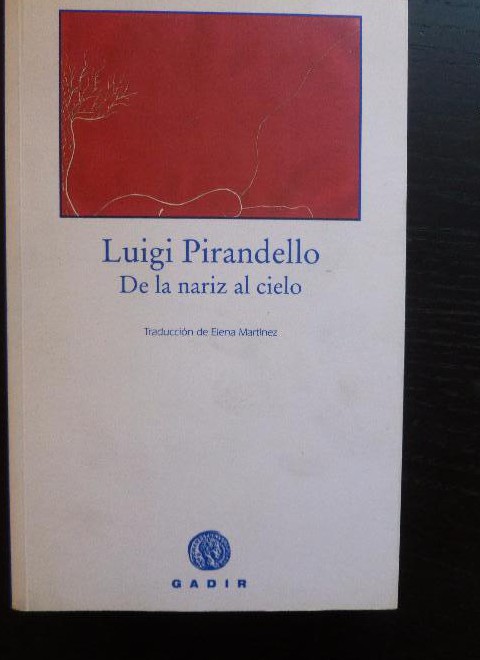 Luigi Pirandello
De la nariz al cielo
Traducción de Elena Martínez
GADIR